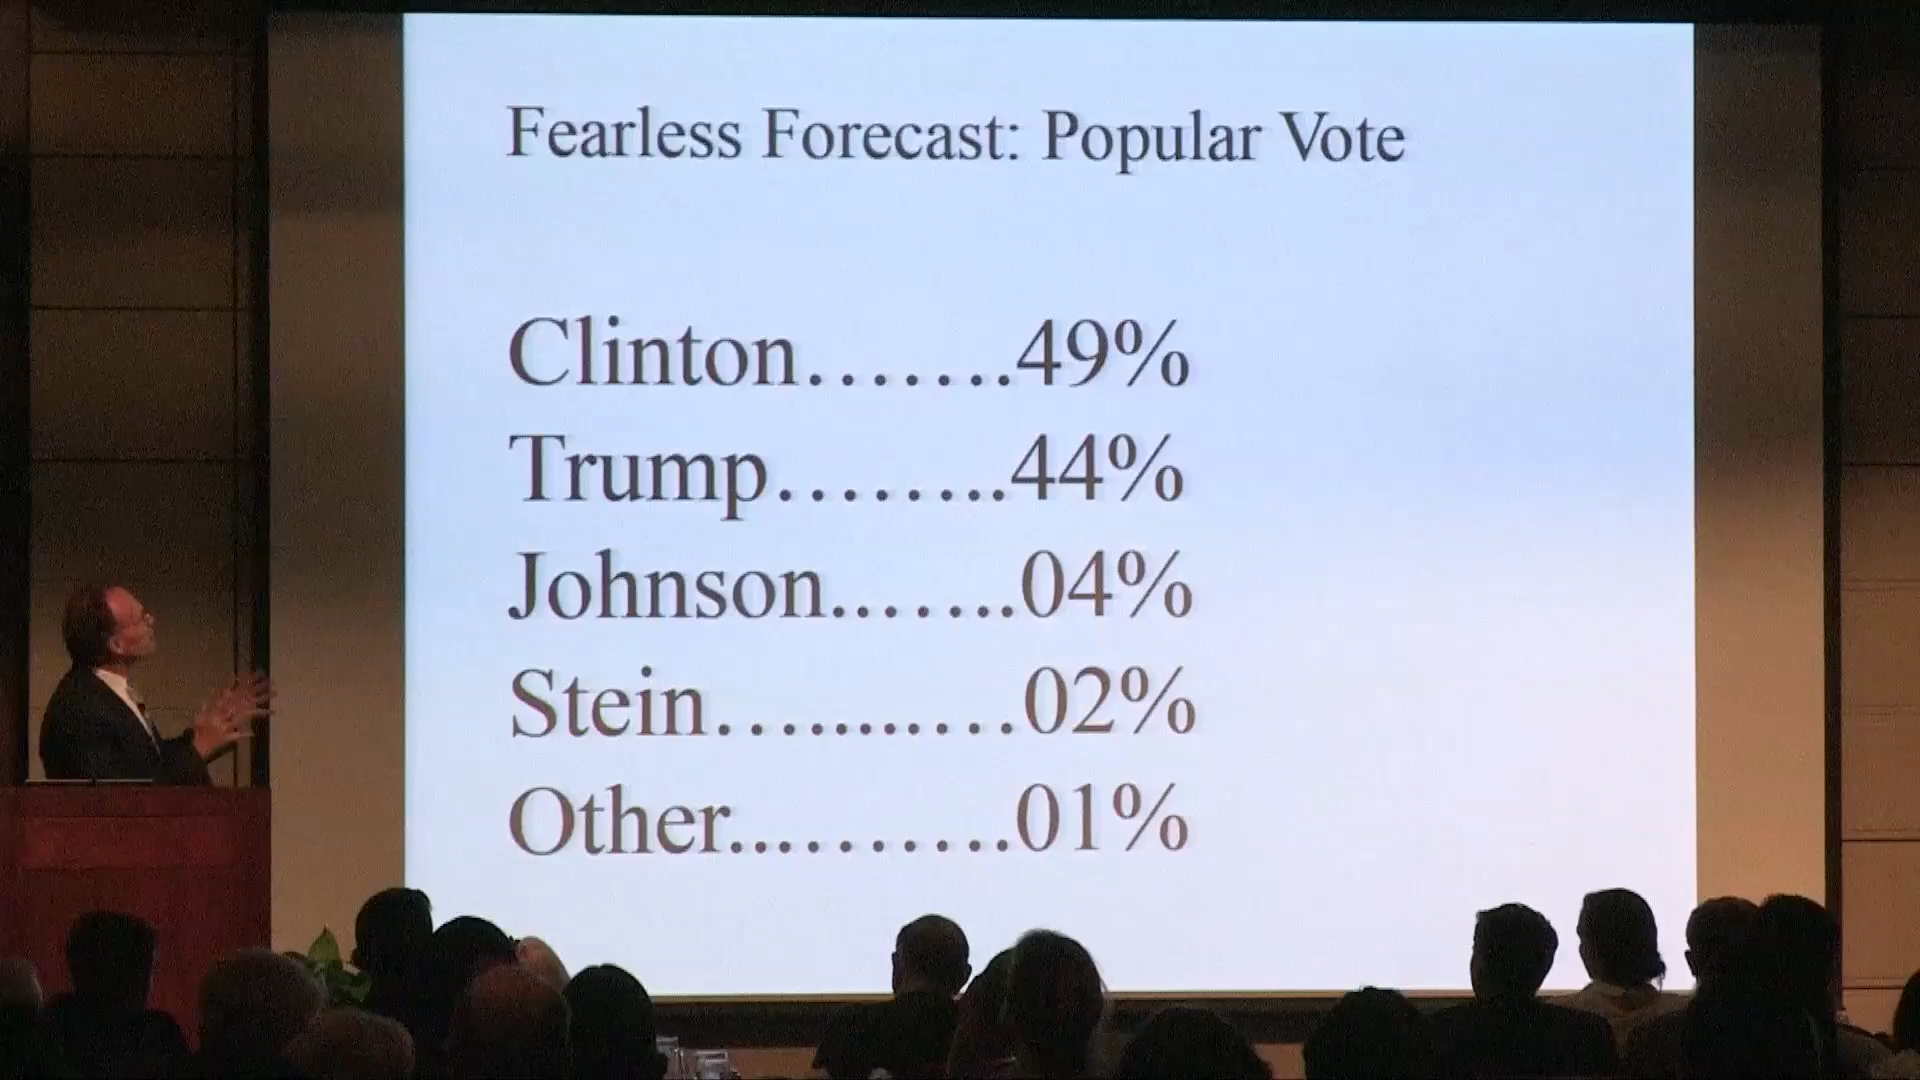 Fearless Forecast: Popular Vote
Clinton…….49%
Trump……..44%
Johnson..…...04%
Stein…......…02%
Other...…….01%